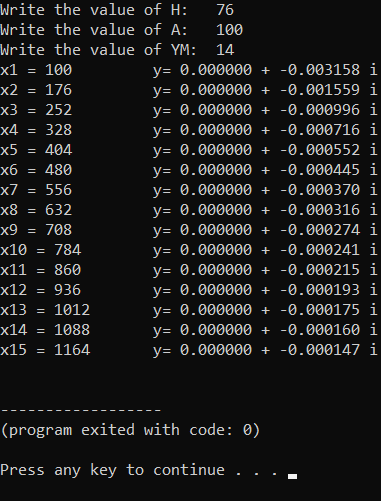 Write the value of H:   76
Write the value of A:   100
Write the value of YM:   14
x1 = 100         y= 0.000000 + -0.003158 i
x2 = 176         y= 0.000000 + -0.001559 i
x3 = 252         y= 0.000000 + -0.000996 i
x4 = 328         y= 0.000000 + -0.000716 i
x5 = 404         y= 0.000000 + -0.000552 i
x6 = 480         y= 0.000000 + -0.000445 i
x7 = 556         y= 0.000000 + -0.000370 i
x8 = 632         y= 0.000000 + -0.000316 i
x9 = 708         y= 0.000000 + -0.000274 i
x10 = 784        y= 0.000000 + -0.000241 i
x11 = 860        y= 0.000000 + -0.000215 i
x12 = 936        y= 0.000000 + -0.000193 i
x13 = 1012       y= 0.000000 + -0.000175 i
x14 = 1088       y= 0.000000 + -0.000160 i
x15 = 1164       y= 0.000000 + -0.000147 i
------------------
(program exited with code: 0)
Press any key to continue . . .